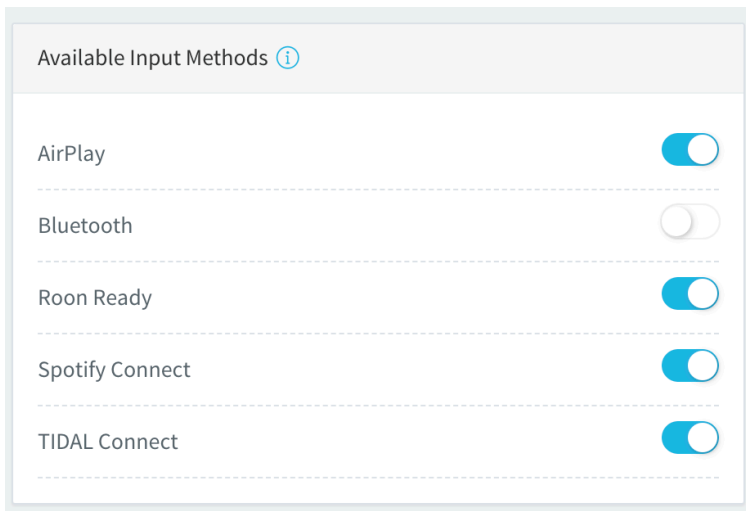 Available Input Methods
AirPlay
Bluetooth
Roon Ready
Spotify Connect
TIDAL Connect